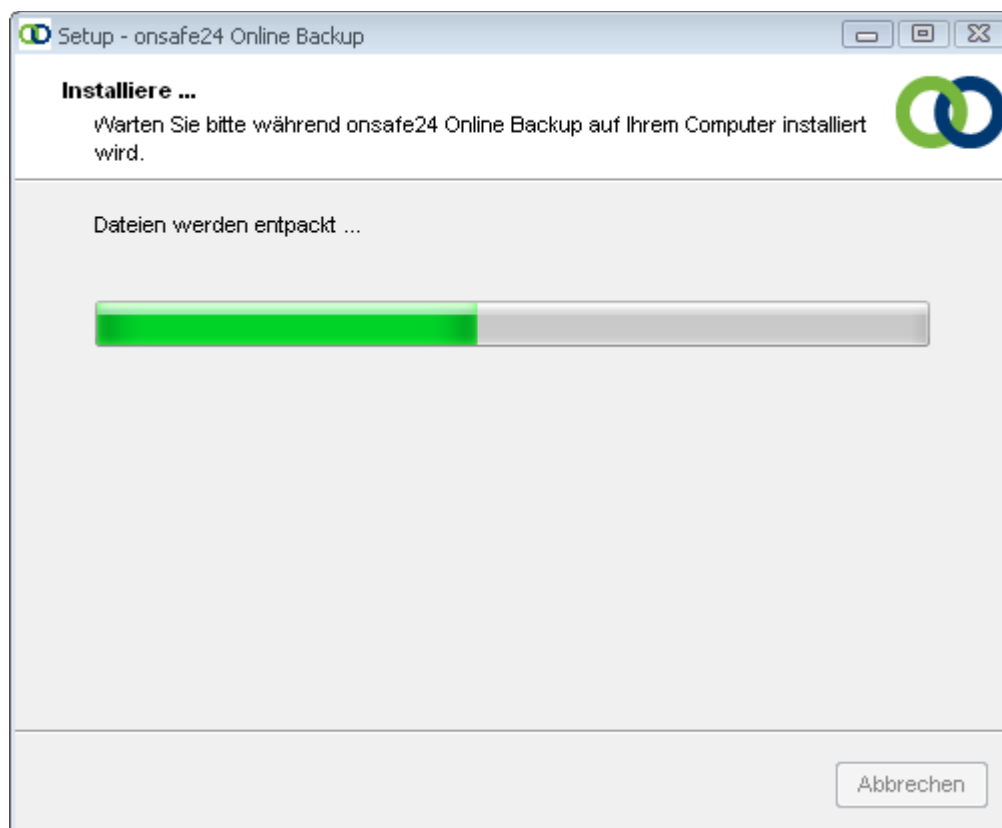 Setup - onsafe24 Online Backup
Installiere ...
Warten Sie bitte während onsafe24 Online Backup auf Ihrem Computer installiert
wird.
Dateien werden entpackt ...
Abbrechen